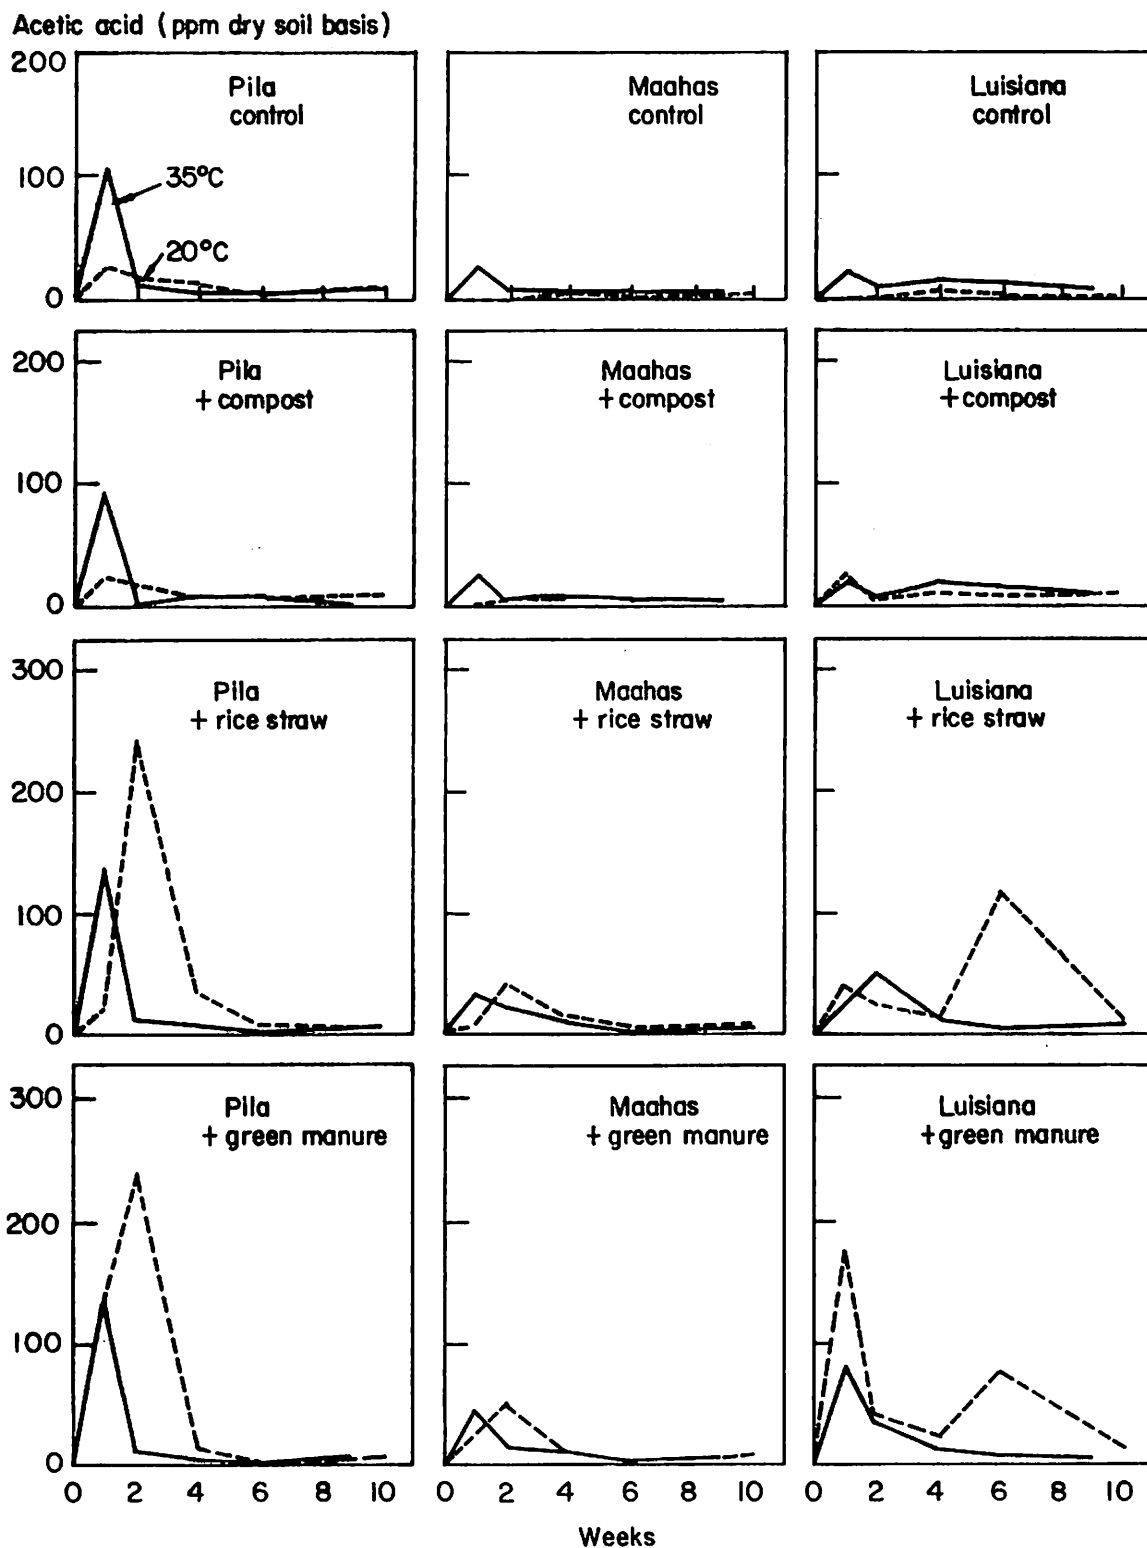 Acetic acid (ppm dry soil basis)
200
100
0
Pila
control
35°C
20°C
Maahas
control
Luisiana
control
200
100
0
Pila
+ compost
Maahas
+ compost
Luisiana
+ compost
300
200
100
0
Pila
+ rice straw
Maahas
+ rice straw
Luisiana
+ rice straw
300
200
100
0
Pila
+ green manure
Maahas
+ green manure
Luisiana
+ green manure
0 2 4 6 8 10 0 2 4 6 8 10 0 2 4 6 8 10
Weeks